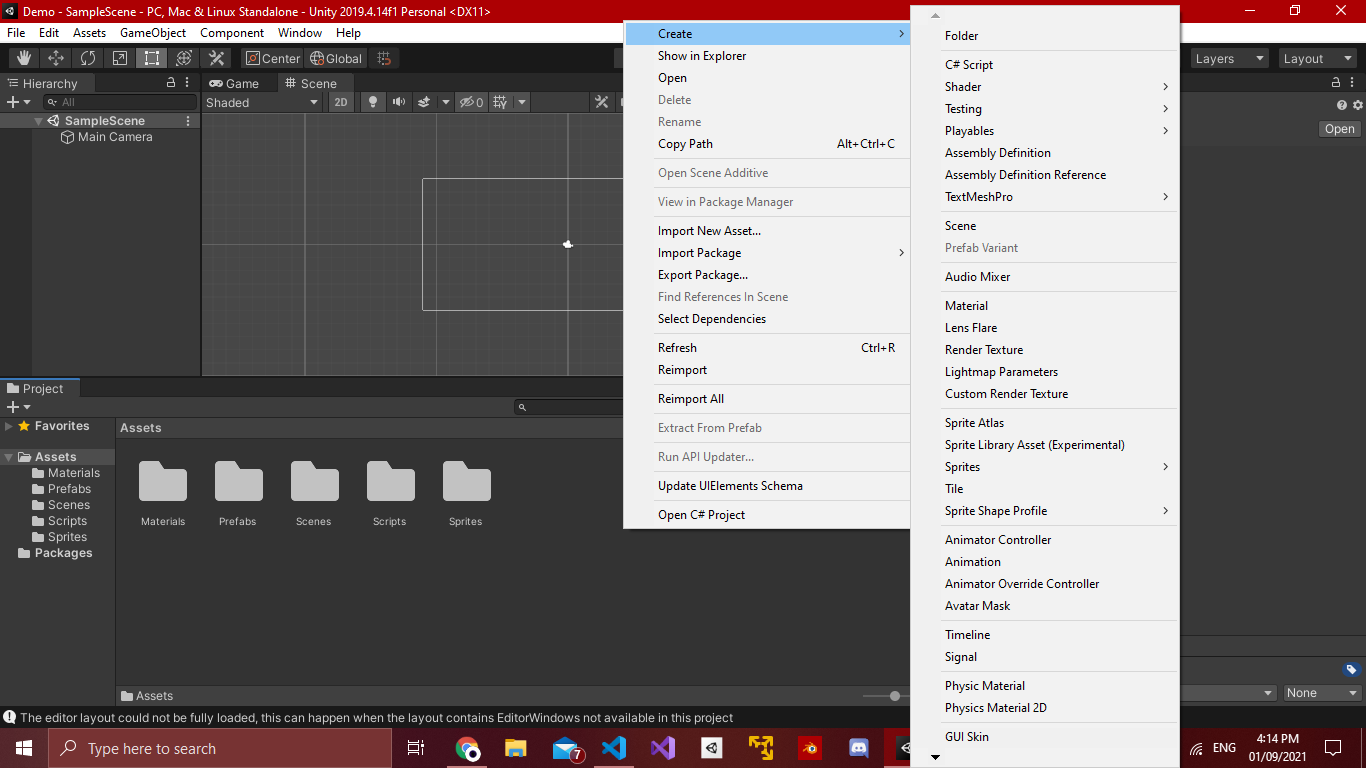 Demo - SampleScene - PC, Mac & Linux Standalone - Unity 2019.4.14f1 Personal <DX11>
File Edit Assets GameObject Component Window Help
Center Global
Layers Layout
Hierarchy
All
SampleScene
Main Camera
Game Scene
Shaded 2D 0
Open
Create
Show in Explorer
Open
Delete
Rename
Copy Path Alt+Ctrl+C
Open Scene Additive
View in Package Manager
Import New Asset...
Import Package
Export Package...
Find References In Scene
Select Dependencies
Refresh Ctrl+R
Reimport
Reimport All
Extract From Prefab
Run API Updater...
Update UIElements Schema
Open C# Project
Folder
C# Script
Shader
Testing
Playables
Assembly Definition
Assembly Definition Reference
TextMeshPro
Scene
Prefab Variant
Audio Mixer
Material
Lens Flare
Render Texture
Lightmap Parameters
Custom Render Texture
Sprite Atlas
Sprite Library Asset (Experimental)
Sprites
Tile
Sprite Shape Profile
Animator Controller
Animation
Animator Override Controller
Avatar Mask
Timeline
Signal
Physic Material
Physics Material 2D
GUI Skin
Project
Favorites
Assets
Materials
Prefabs
Scenes
Scripts
Sprites
Packages
Assets
Materials Prefabs Scenes Scripts Sprites
Assets
None
The editor layout could not be fully loaded, this can happen when the layout contains EditorWindows not available in this project
Type here to search
7
ENG
4:14 PM
01/09/2021